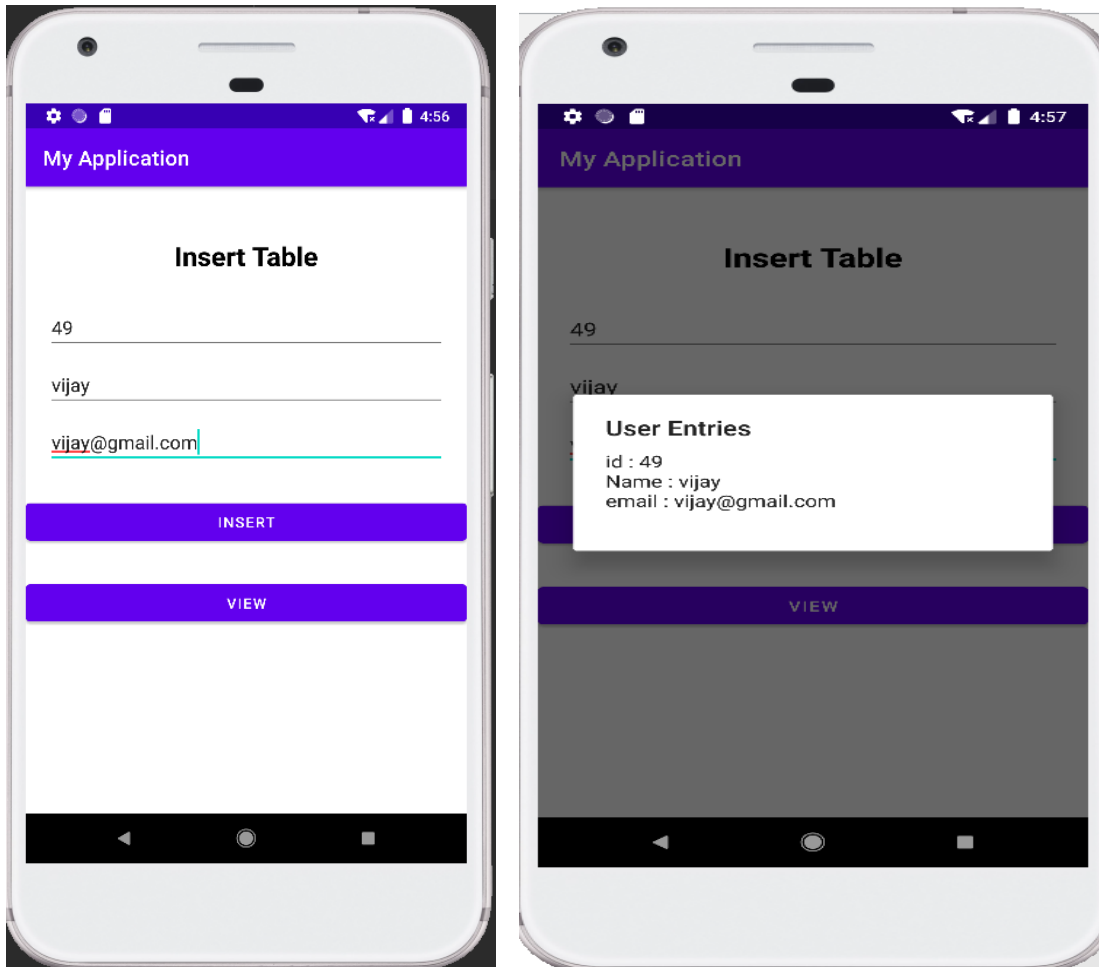 4:56
My Application
Insert Table
49
vijay
vijay@gmail.com
INSERT
VIEW
4:57
My Application
Insert Table
49
vijay
User Entries
id : 49
Name : vijay
email : vijay@gmail.com
VIEW